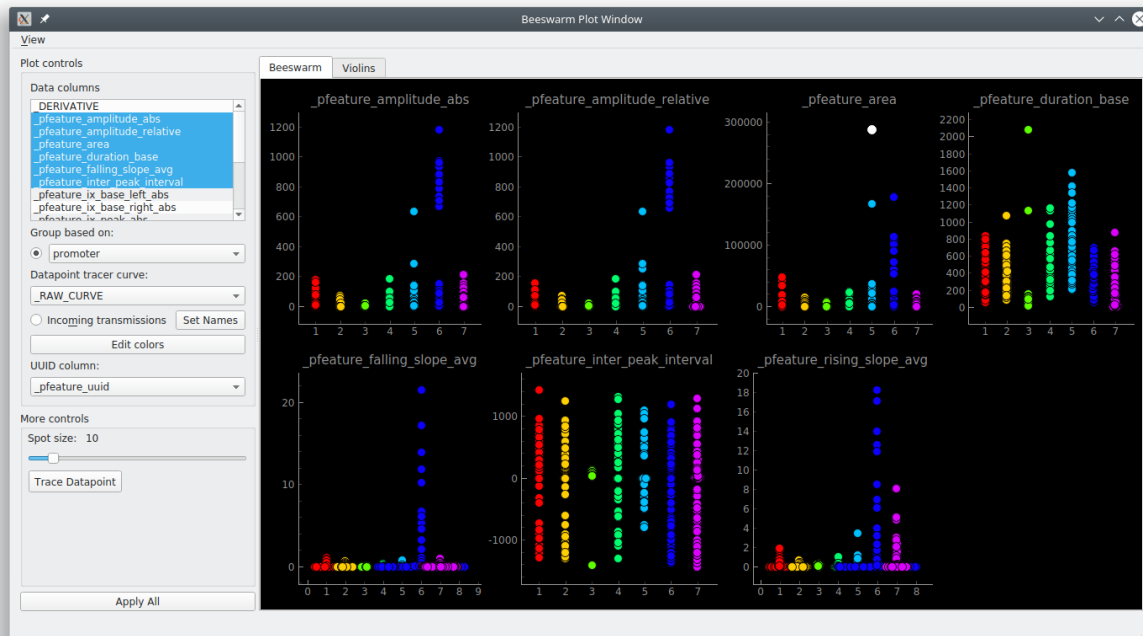 Beeswarm Plot Window
View
Plot controls
Data columns
_DERIVATIVE
_pfeature_amplitude_abs
_pfeature_amplitude_relative
_pfeature_area
_pfeature_duration_base
_pfeature_falling_slope_avg
_pfeature_inter_peak_interval
_pfeature_ix_base_left_abs
_pfeature_ix_base_right_abs
_pfeature_ix_peak_abs
Group based on:
promoter
Datapoint tracer curve:
_RAW_CURVE
Incoming transmissions Set Names
Edit colors
UUID column:
_pfeature_uuid
More controls
Spot size: 10
Trace Datapoint
Apply All
Beeswarm Violins
_pfeature_amplitude_abs
1200
1000
800
600
400
200
0
1 2 3 4 5 6 7
_pfeature_amplitude_relative
1200
1000
800
600
400
200
0
1 2 3 4 5 6 7
_pfeature_area
300000
200000
100000
0
1 2 3 4 5 6 7
_pfeature_duration_base
2200
2000
1800
1600
1400
1200
1000
800
600
400
200
0
1 2 3 4 5 6 7
_pfeature_falling_slope_avg
20
10
0
0 1 2 3 4 5 6 7 8 9
_pfeature_inter_peak_interval
1000
0
-1000
1 2 3 4 5 6 7
_pfeature_rising_slope_avg
20
18
16
14
12
10
8
6
4
2
0
0 1 2 3 4 5 6 7 8